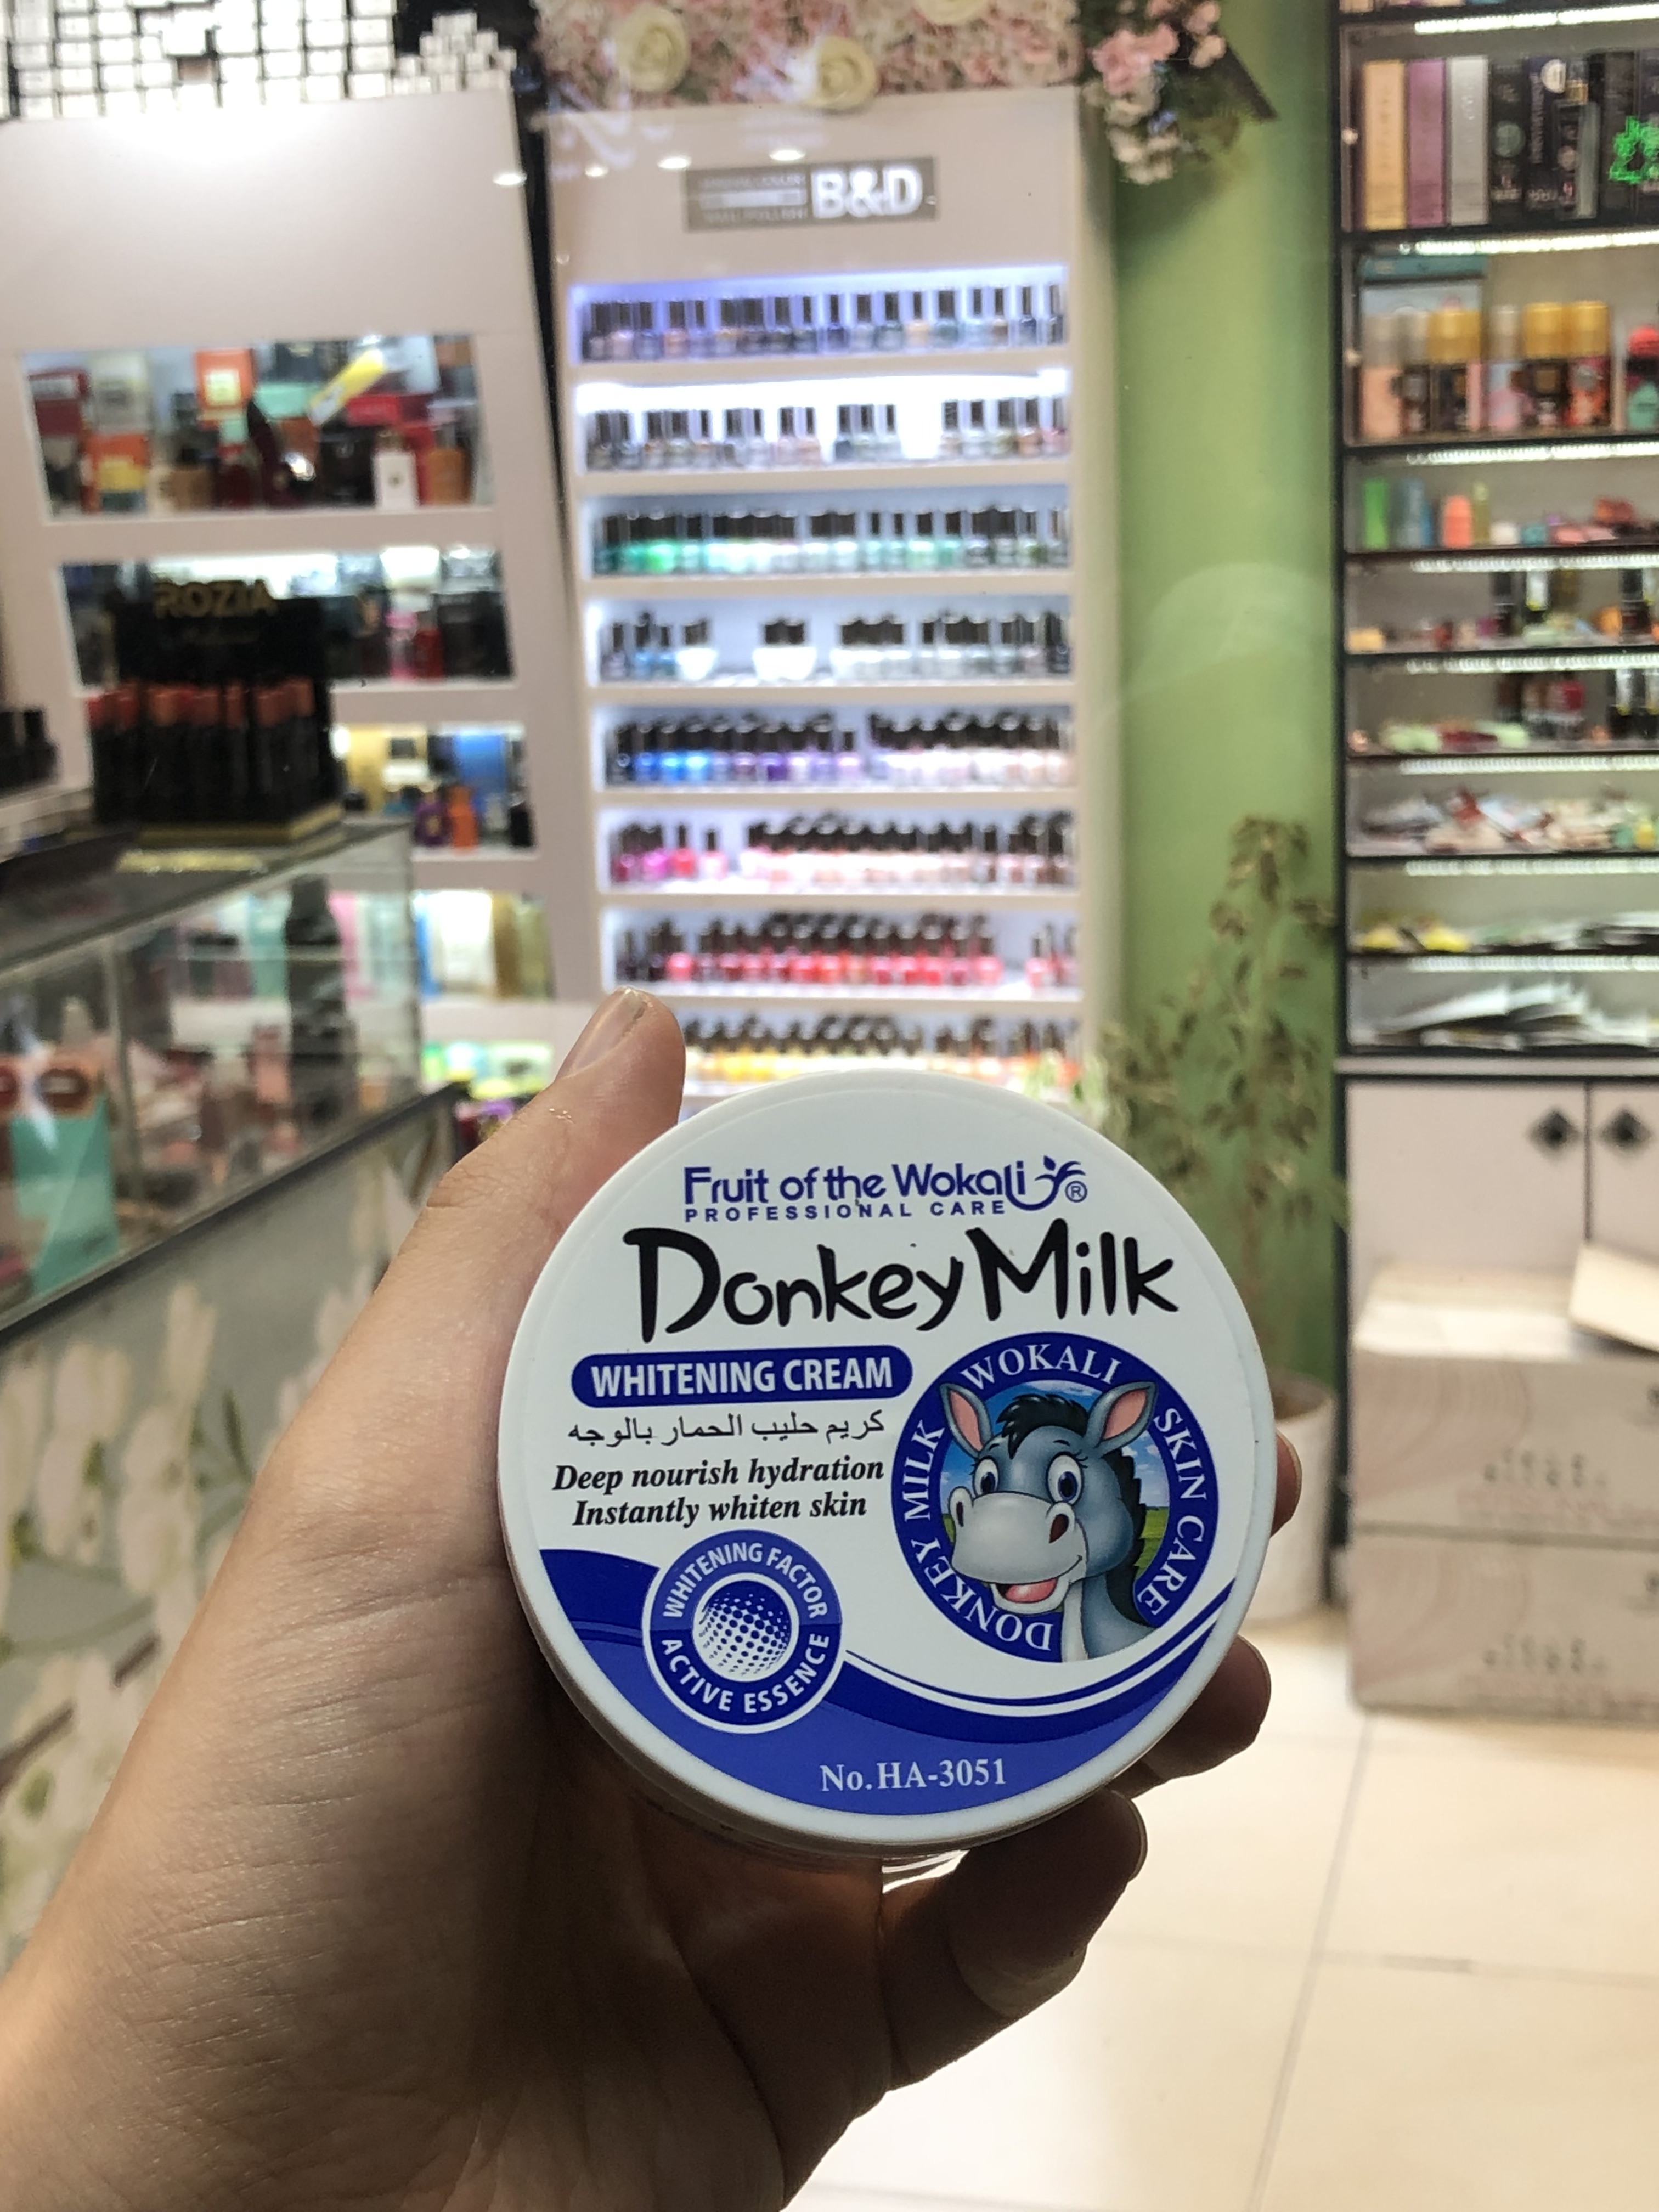 B&D
ROZIA
Fruit of the Wokali ®
PROFESSIONAL CARE
Donkey Milk
WHITENING CREAM
كريم حليب الحمار بالوجه
Deep nourish hydration
Instantly whiten skin
WOKALI SKIN CARE
DONKEY MILK
WHITENING FACTOR
ACTIVE ESSENCE
No.HA-3051